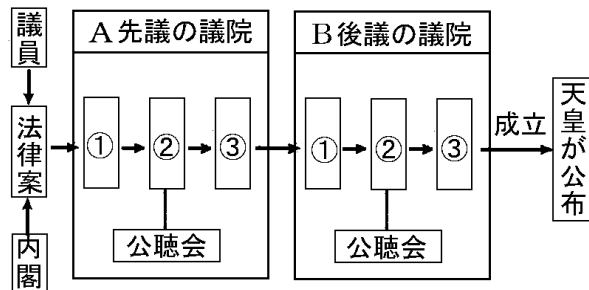 議員
法律案
内閣
A先議の議院
①
②
③
公聴会
B後議の議院
①
②
③
公聴会
成立
天皇が公布